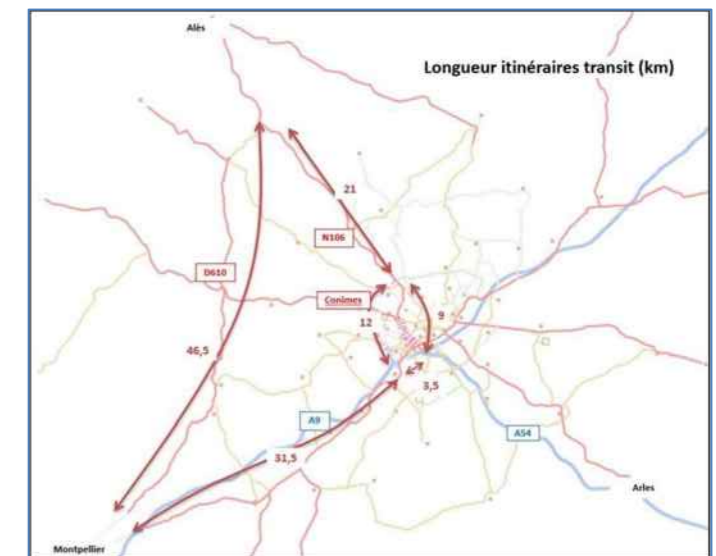 Alès
Longueur itinéraires transit (km)
21
N106
D610
Conimes
12
9
46,5
3,5
A9
A54
31,5
Arles
Montpellier